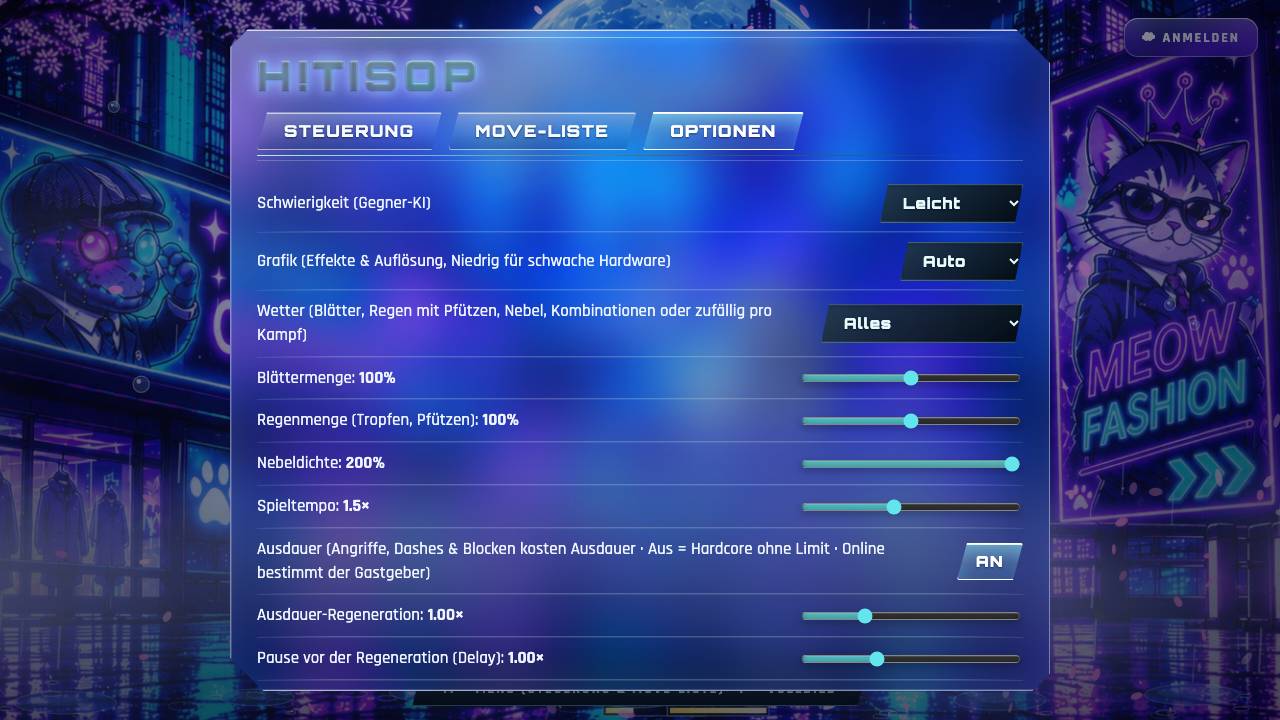 ANMELDEN
H!TISOP
STEUERUNG
MOVE-LISTE
OPTIONEN
Schwierigkeit (Gegner-KI)
Leicht
Grafik (Effekte & Auflösung, Niedrig für schwache Hardware)
Auto
Wetter (Blätter, Regen mit Pfützen, Nebel, Kombinationen oder zufällig pro
Kampf)
Alles
Blättermenge: 100%
Regenmenge (Tropfen, Pfützen): 100%
Nebeldichte: 200%
Spieltempo: 1.5×
Ausdauer (Angriffe, Dashes & Blocken kosten Ausdauer · Aus = Hardcore ohne Limit · Online
bestimmt der Gastgeber)
AN
Ausdauer-Regeneration: 1.00×
Pause vor der Regeneration (Delay): 1.00×
MEOW
FASHION